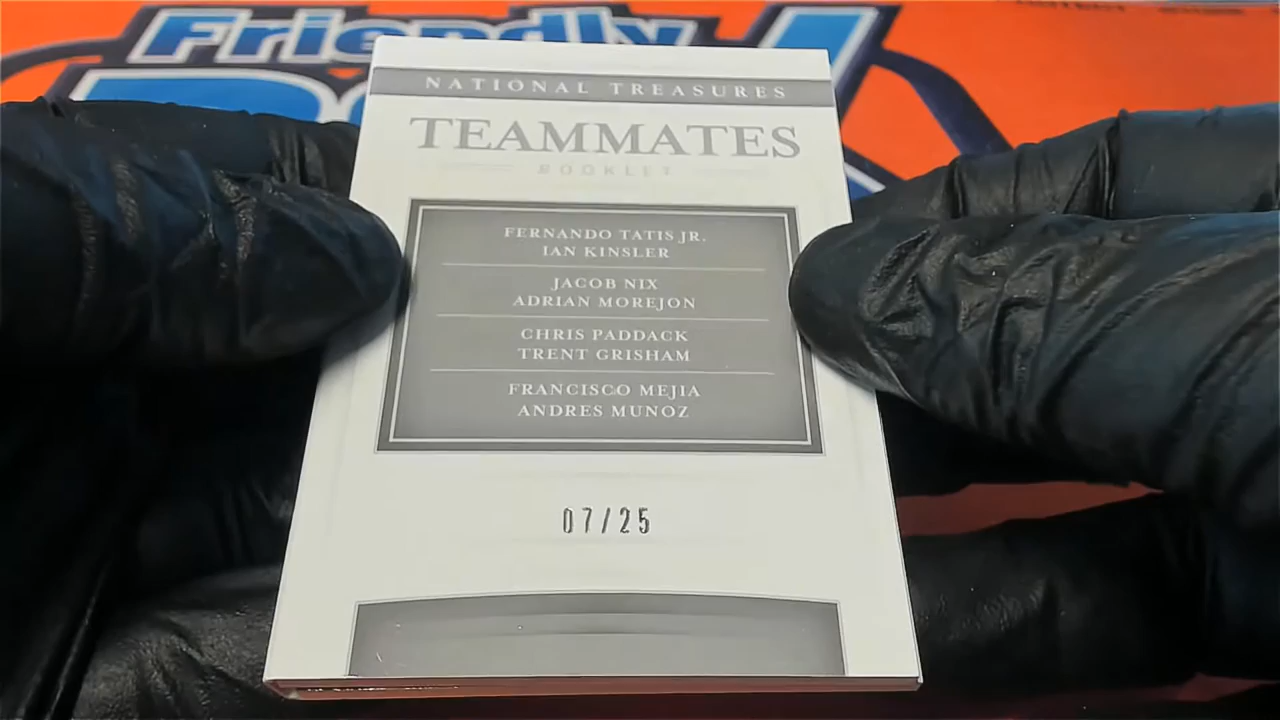 Friendly
NATIONAL TREASURES
TEAMMATES
BOOKLET
FERNANDO TATIS JR.
IAN KINSLER
JACOB NIX
ADRIAN MOREJON
CHRIS PADDACK
TRENT GRISHAM
FRANCISCO MEJIA
ANDRES MUNOZ
07/25